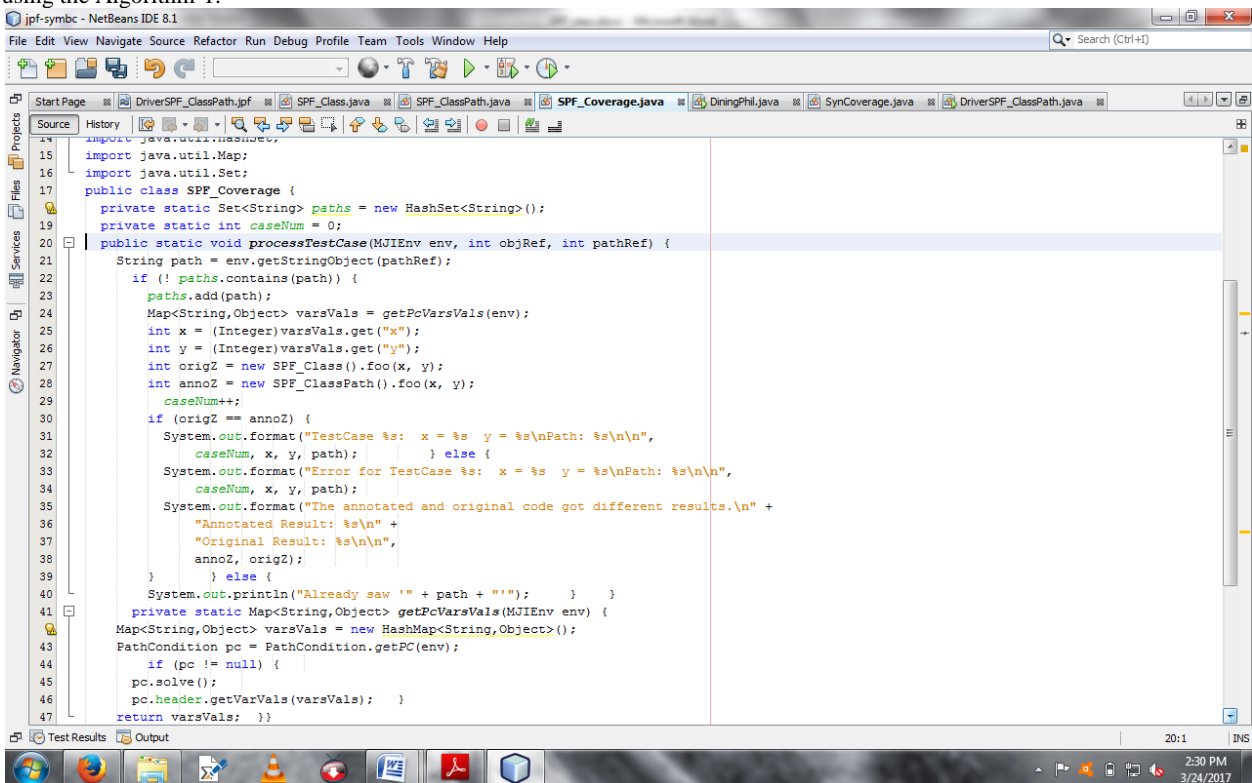 using the Algorithm 1.
jpf-symbc - NetBeans IDE 8.1
File Edit View Navigate Source Refactor Run Debug Profile Team Tools Window Help
Search (Ctrl+I)
Start Page DriverSPF_ClassPath.jpf SPF_Class.java SPF_ClassPath.java SPF_Coverage.java DiningPhil.java SynCoverage.java DriverSPF_ClassPath.java
Source History
Projects
Files
Services
Navigator
14 import java.util.HashSet;
15 import java.util.Map;
16 import java.util.Set;
17 public class SPF_Coverage {
private static Set<String> paths = new HashSet<String>();
19 private static int caseNum = 0;
20 public static void processTestCase(MJIEnv env, int objRef, int pathRef) {
21 String path = env.getStringObject(pathRef);
22 if (! paths.contains(path)) {
23 paths.add(path);
24 Map<String,Object> varsVals = getPcVarsVals(env);
25 int x = (Integer)varsVals.get("x");
26 int y = (Integer)varsVals.get("y");
27 int origZ = new SPF_Class().foo(x, y);
28 int annoZ = new SPF_ClassPath().foo(x, y);
29 caseNum++;
30 if (origZ == annoZ) {
31 System.out.format("TestCase %s:  x = %s  y = %s\nPath: %s\n\n",
32 caseNum, x, y, path); } else {
33 System.out.format("Error for TestCase %s:  x = %s  y = %s\nPath: %s\n\n",
34 caseNum, x, y, path);
35 System.out.format("The annotated and original code got different results.\n" +
36 "Annotated Result: %s\n" +
37 "Original Result: %s\n\n",
38 annoZ, origZ);
39 } } else {
40 System.out.println("Already saw '" + path + "'"); } }
41 private static Map<String,Object> getPcVarsVals(MJIEnv env) {
Map<String,Object> varsVals = new HashMap<String,Object>();
43 PathCondition pc = PathCondition.getPC(env);
44 if (pc != null) {
45 pc.solve();
46 pc.header.getVarVals(varsVals); }
47 return varsVals; }}
Test Results Output
20:1 INS
2:30 PM
3/24/2017